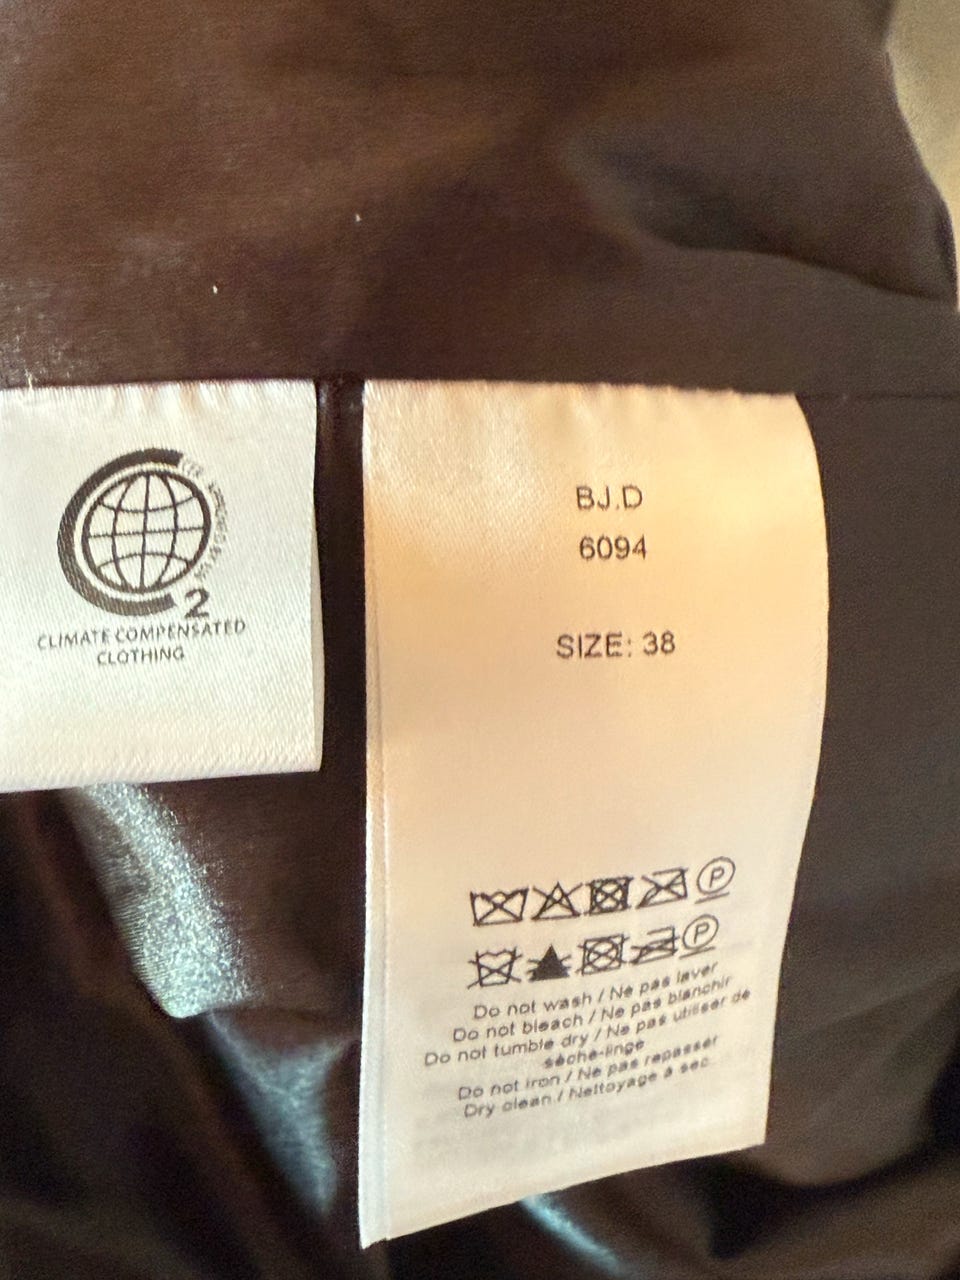 2
CLIMATE COMPENSATED
CLOTHING
BJ.D
6094
SIZE: 38
P
P
Do not wash / Ne pas laver
Do not bleach / Ne pas blanchir
Do not tumble dry / Ne pas utiliser de
sèche-linge
Do not iron / Ne pas repasser
Dry clean / Nettoyage à sec